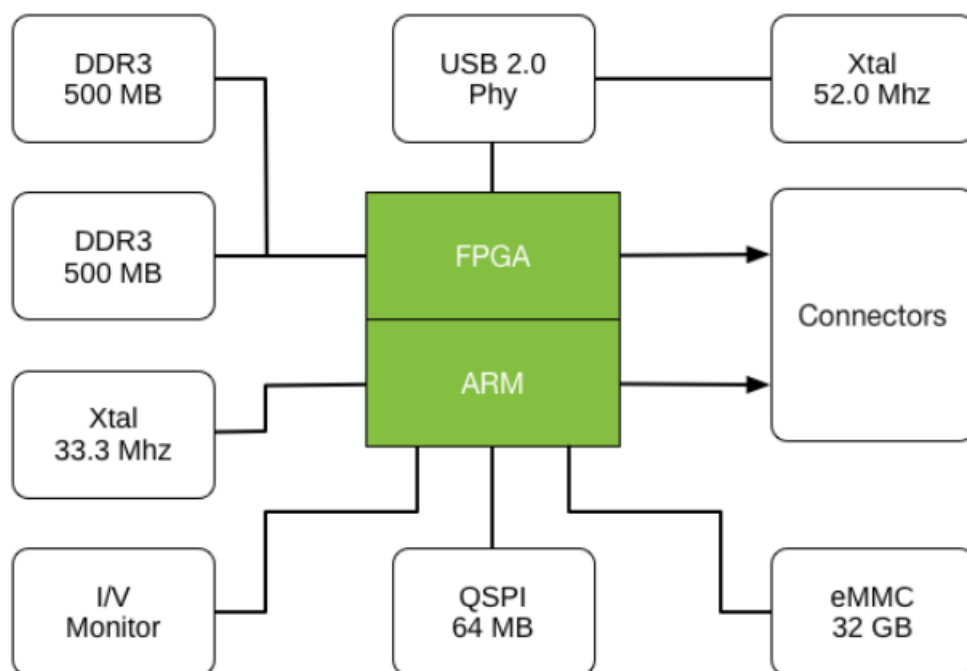 DDR3
500 MB
USB 2.0
Phy
Xtal
52.0 Mhz
DDR3
500 MB
FPGA
Connectors
ARM
Xtal
33.3 Mhz
I/V
Monitor
QSPI
64 MB
eMMC
32 GB